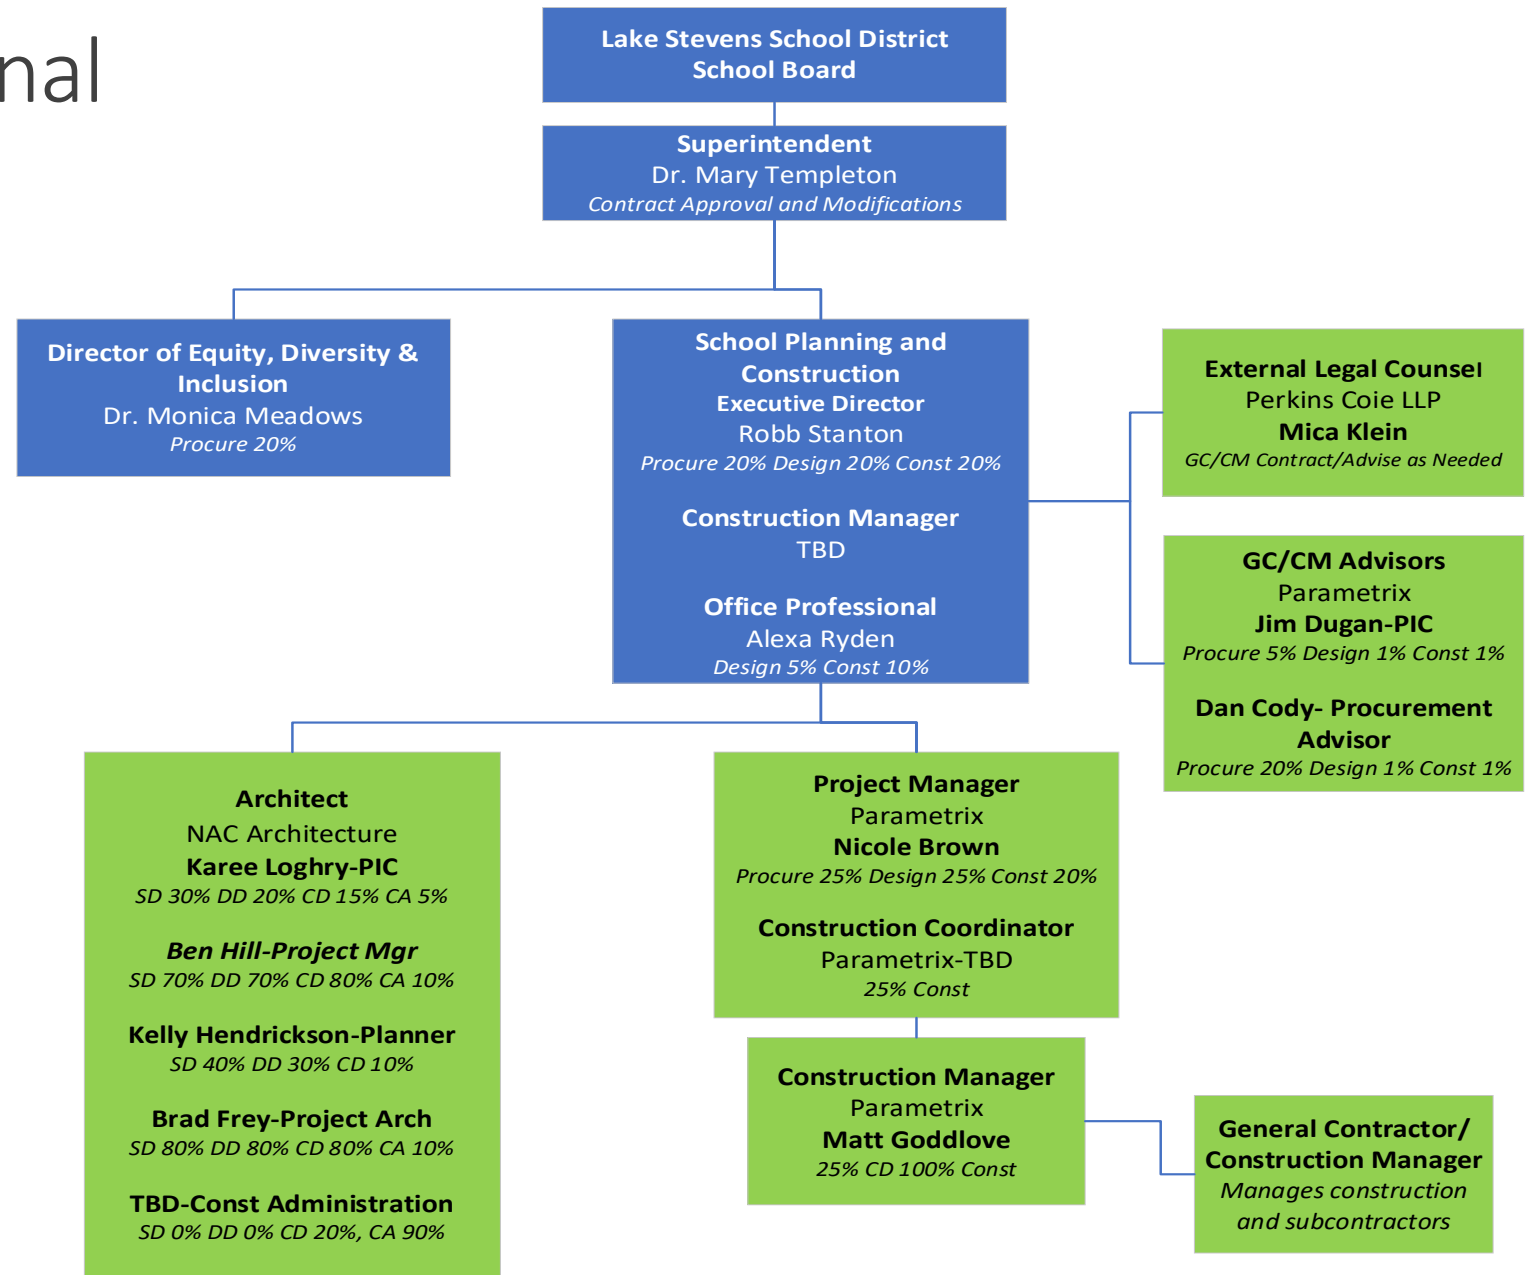 nal
Lake Stevens School District
School Board
Superintendent
Dr. Mary Templeton
Contract Approval and Modifications
Director of Equity, Diversity &
Inclusion
Dr. Monica Meadows
Procure 20%
School Planning and
Construction
Executive Director
Robb Stanton
Procure 20% Design 20% Const 20%
Construction Manager
TBD
Office Professional
Alexa Ryden
Design 5% Const 10%
External Legal Counsel
Perkins Coie LLP
Mica Klein
GC/CM Contract/Advise as Needed
GC/CM Advisors
Parametrix
Jim Dugan-PIC
Procure 5% Design 1% Const 1%
Dan Cody- Procurement
Advisor
Procure 20% Design 1% Const 1%
Architect
NAC Architecture
Karee Loghry-PIC
SD 30% DD 20% CD 15% CA 5%
Ben Hill-Project Mgr
SD 70% DD 70% CD 80% CA 10%
Kelly Hendrickson-Planner
SD 40% DD 30% CD 10%
Brad Frey-Project Arch
SD 80% DD 80% CD 80% CA 10%
TBD-Const Administration
SD 0% DD 0% CD 20%, CA 90%
Project Manager
Parametrix
Nicole Brown
Procure 25% Design 25% Const 20%
Construction Coordinator
Parametrix-TBD
25% Const
Construction Manager
Parametrix
Matt Goddlove
25% CD 100% Const
General Contractor/
Construction Manager
Manages construction
and subcontractors